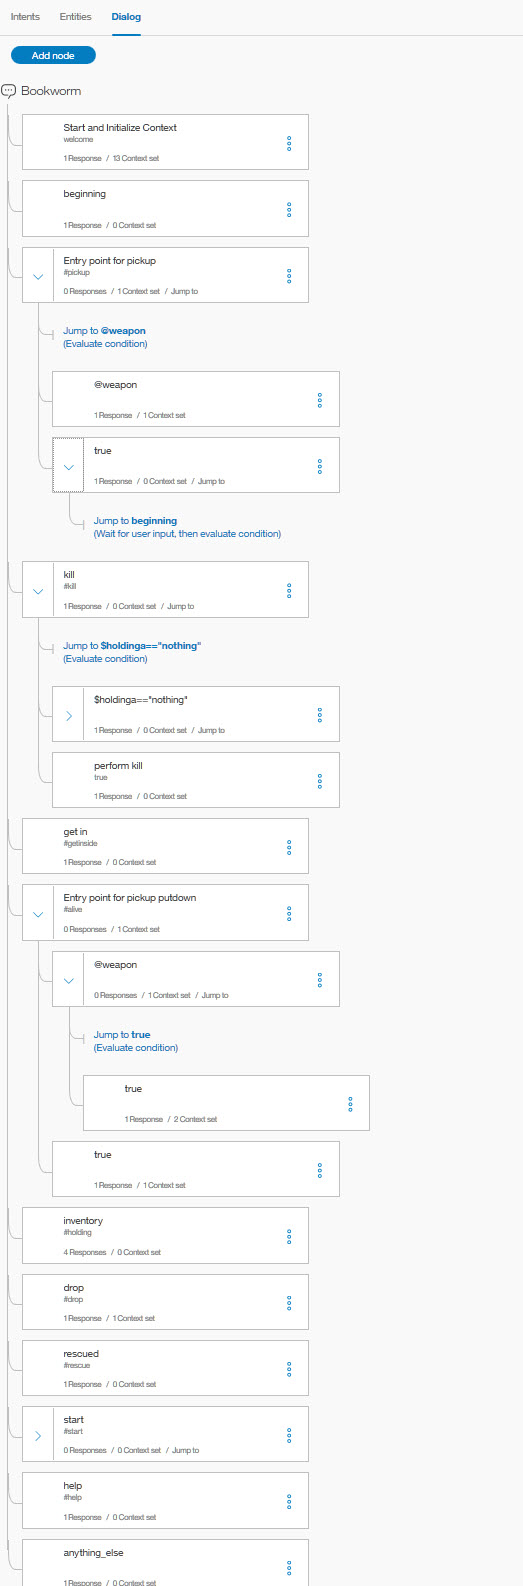 Intents Entities Dialog
Add node
Bookworm
Start and Initialize Context
welcome
1 Response / 13 Context set
beginning
1 Response / 0 Context set
Entry point for pickup
#pickup
0 Responses / 1 Context set / Jump to
Jump to @weapon
(Evaluate condition)
@weapon
1 Response / 1 Context set
true
1 Response / 0 Context set / Jump to
Jump to beginning
(Wait for user input, then evaluate condition)
kill
#kill
1 Response / 0 Context set / Jump to
Jump to $holdinga=="nothing"
(Evaluate condition)
$holdinga=="nothing"
1 Response / 0 Context set / Jump to
perform kill
true
1 Response / 0 Context set
get in
#getinside
1 Response / 0 Context set
Entry point for pickup putdown
#alive
0 Responses / 1 Context set
@weapon
0 Responses / 1 Context set / Jump to
Jump to true
(Evaluate condition)
true
1 Response / 2 Context set
true
1 Response / 1 Context set
inventory
#holding
4 Responses / 0 Context set
drop
#drop
1 Response / 1 Context set
rescued
#rescue
1 Response / 0 Context set
start
#start
0 Responses / 0 Context set / Jump to
help
#help
1 Response / 0 Context set
anything_else
1 Response / 0 Context set